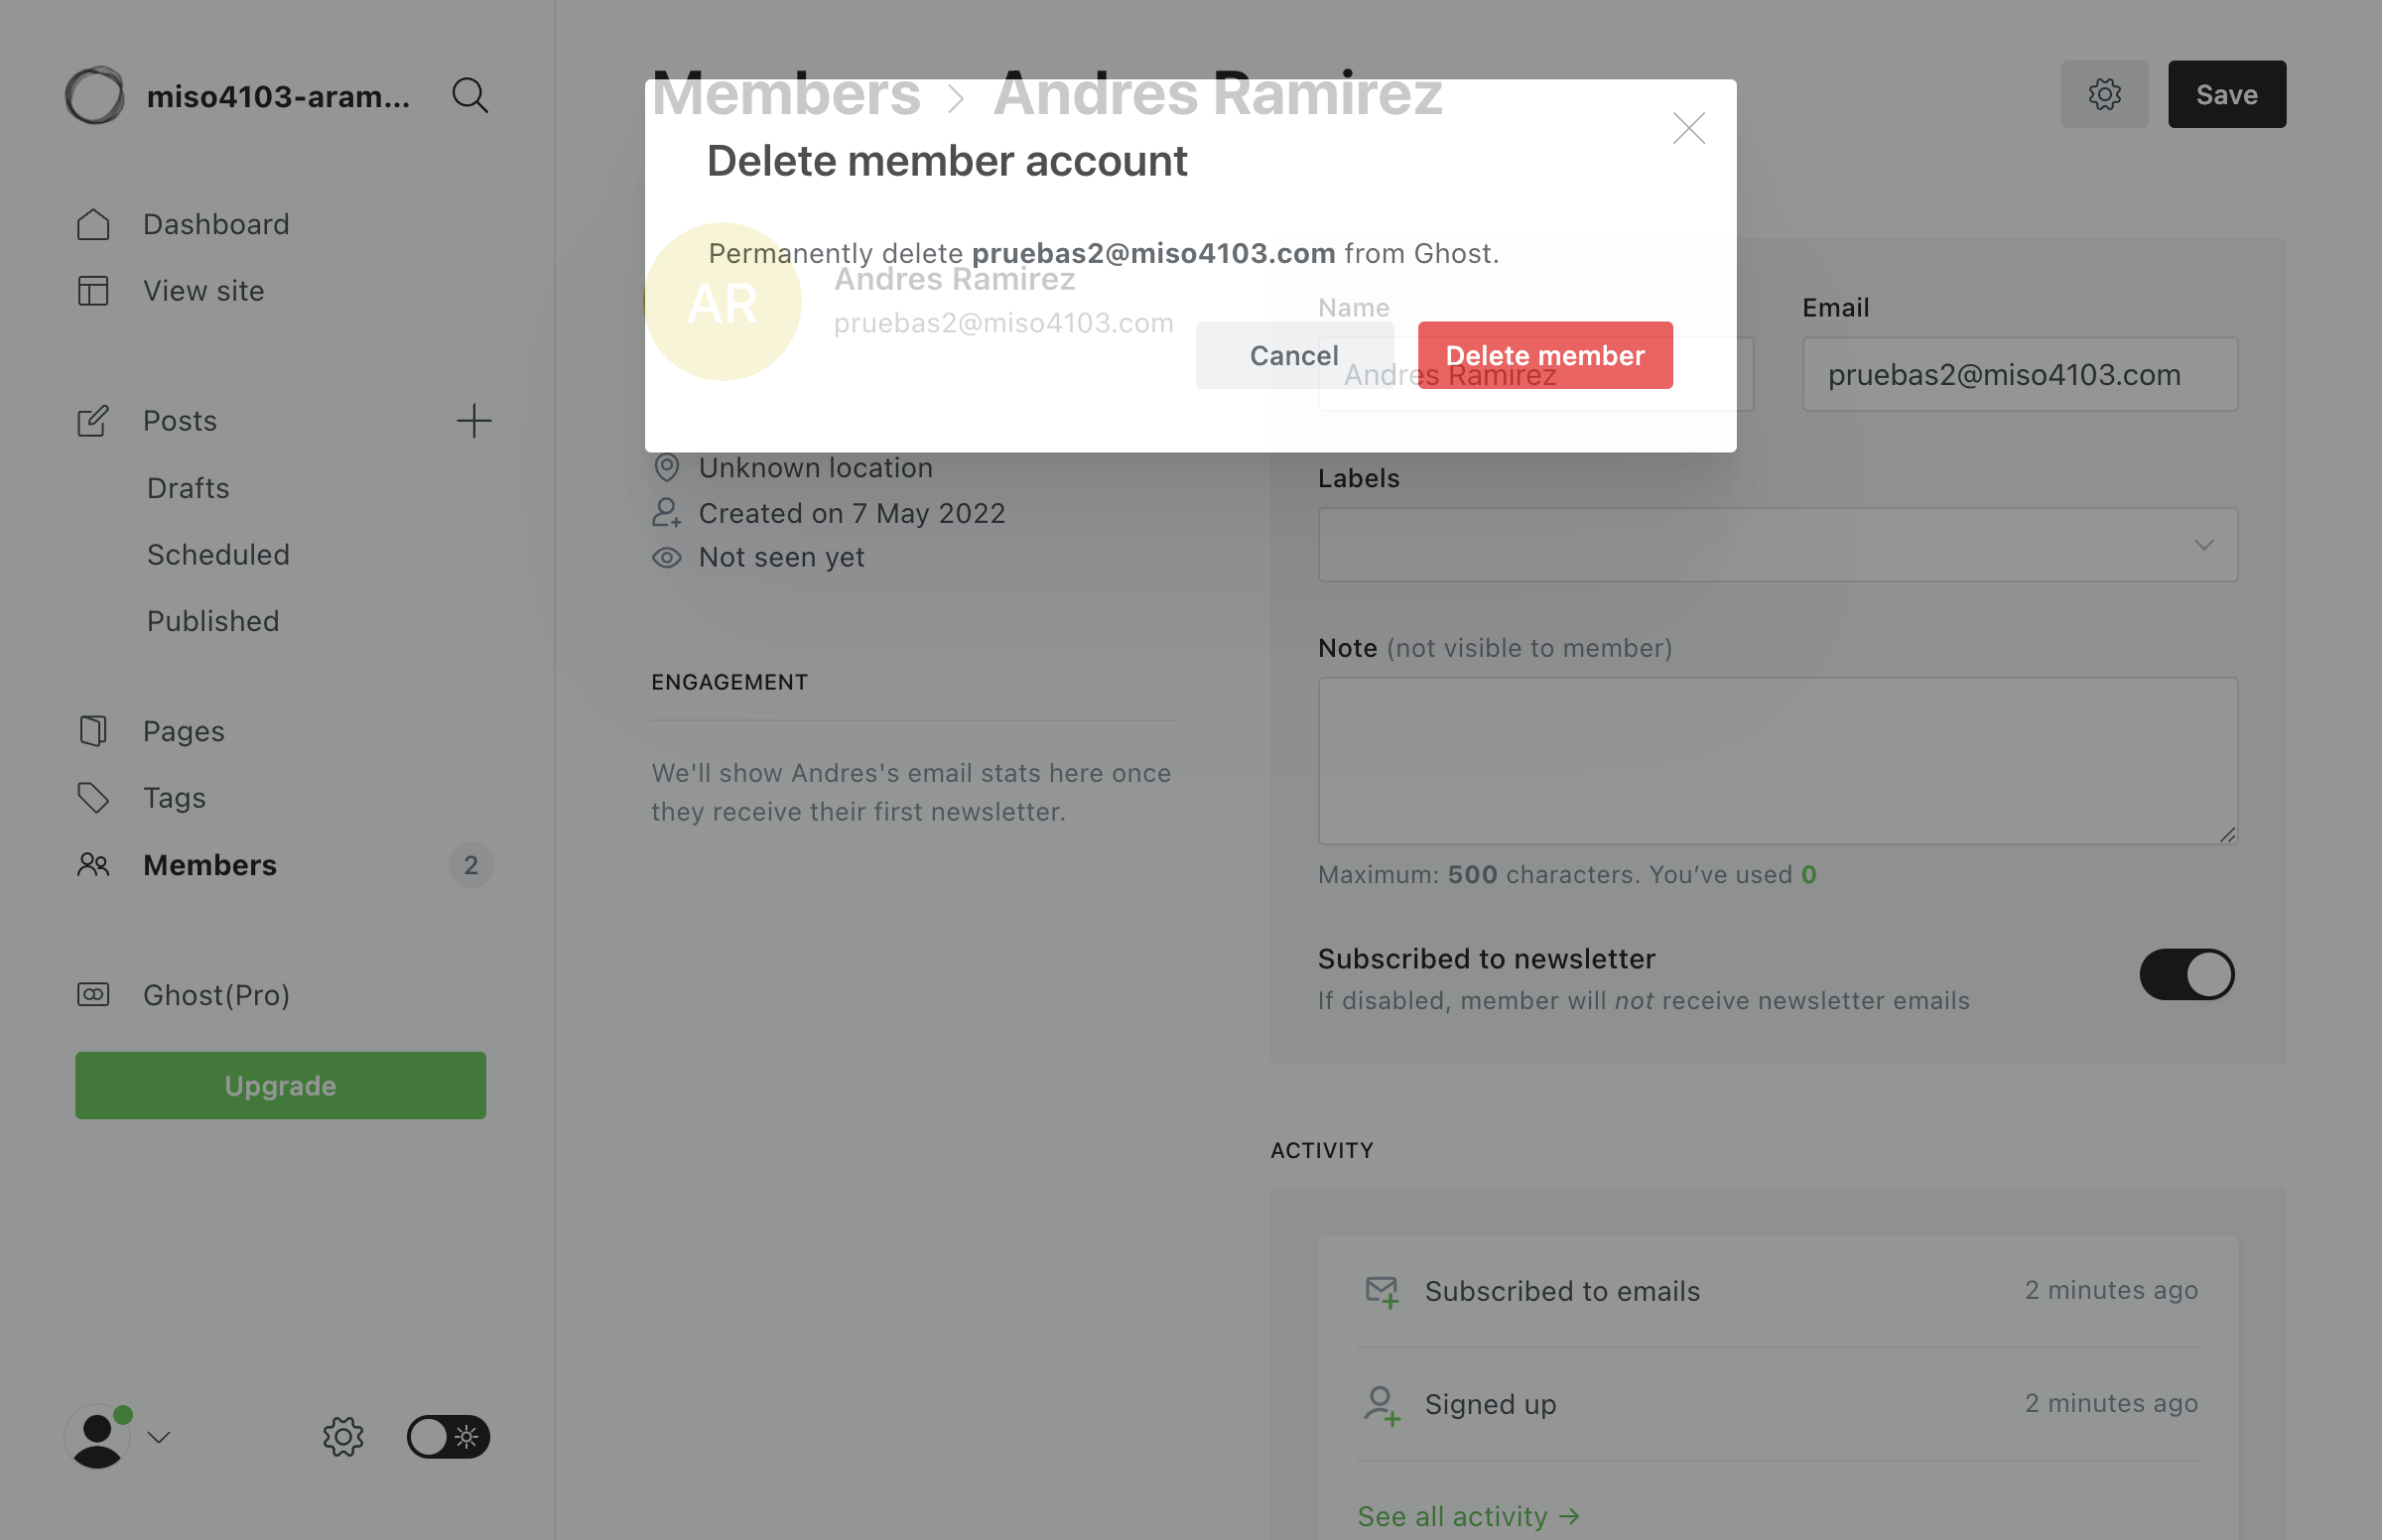 miso4103-aram...
Dashboard
View site
Posts
Drafts
Scheduled
Published
Pages
Tags
Members 2
Ghost(Pro)
Upgrade
Members > Andres Ramirez
Save
Delete member account
Permanently delete pruebas2@miso4103.com from Ghost.
Cancel
Delete member
AR
Andres Ramirez
pruebas2@miso4103.com
Unknown location
Created on 7 May 2022
Not seen yet
ENGAGEMENT
We'll show Andres's email stats here once
they receive their first newsletter.
Name
Andres Ramirez
Email
pruebas2@miso4103.com
Labels
Note (not visible to member)
Maximum: 500 characters. You’ve used 0
Subscribed to newsletter
If disabled, member will not receive newsletter emails
ACTIVITY
Subscribed to emails 2 minutes ago
Signed up 2 minutes ago
See all activity →